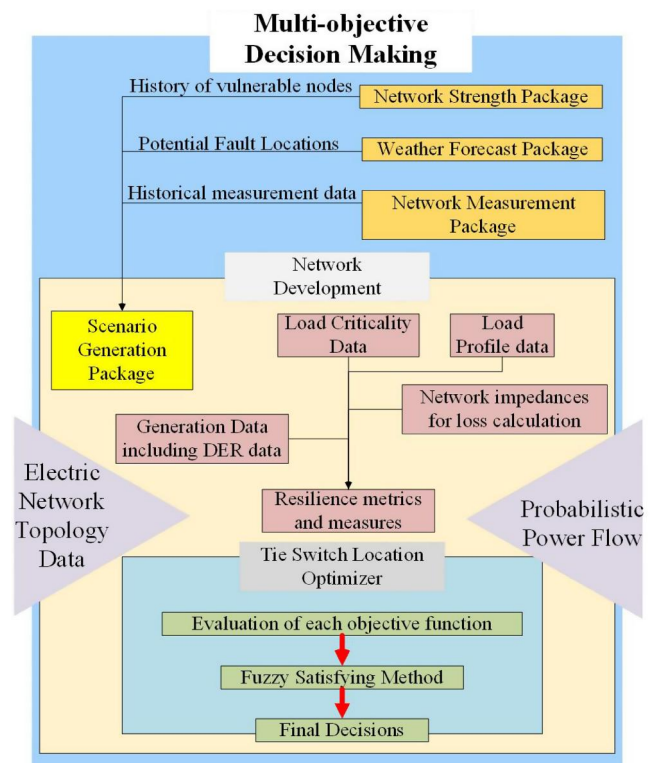 Multi-objective
Decision Making
History of vulnerable nodes
Network Strength Package
Potential Fault Locations
Weather Forecast Package
Historical measurement data
Network Measurement
Package
Network
Development
Scenario
Generation
Package
Load Criticality
Data
Load
Profile data
Network impedances
for loss calculation
Generation Data
including DER data
Electric
Network
Topology
Data
Resilience metrics
and measures
Probabilistic
Power Flow
Tie Switch Location
Optimizer
Evaluation of each objective function
Fuzzy Satisfying Method
Final Decisions